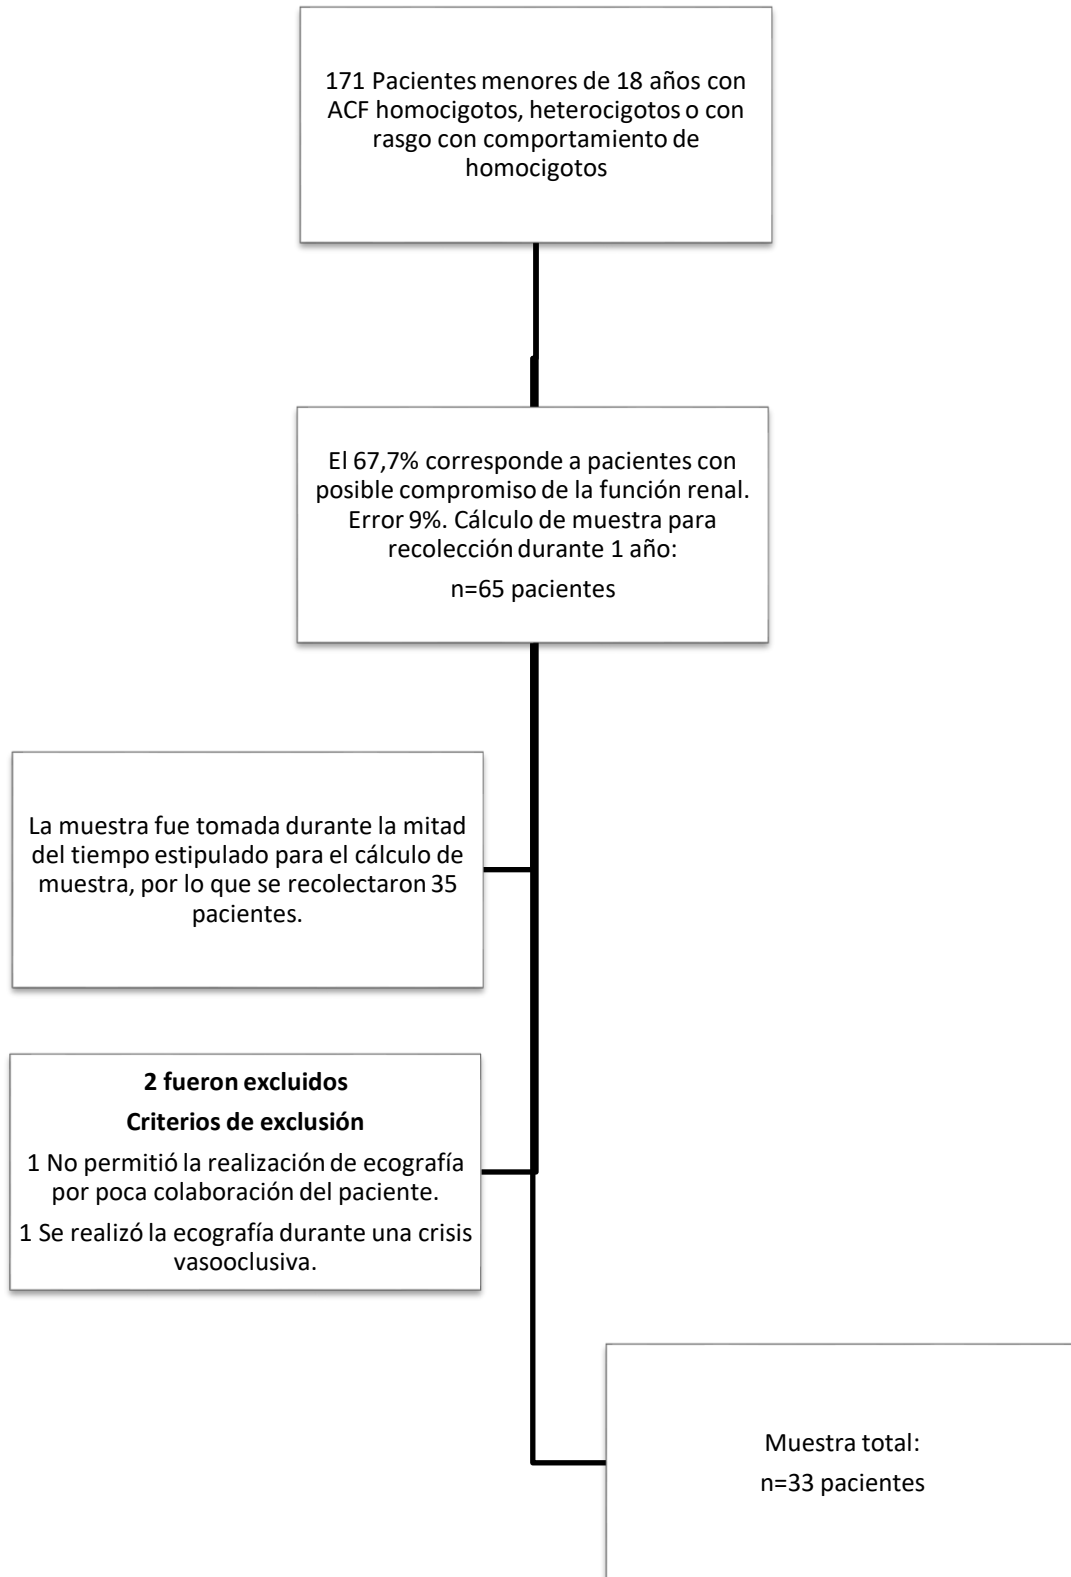 171 Pacientes menores de 18 años con
ACF homocigotos, heterocigotos o con
rasgo con comportamiento de
homocigotos
El 67,7% corresponde a pacientes con
posible compromiso de la función renal.
Error 9%. Cálculo de muestra para
recolección durante 1 año:
n=65 pacientes
La muestra fue tomada durante la mitad
del tiempo estipulado para el cálculo de
muestra, por lo que se recolectaron 35
pacientes.
2 fueron excluidos
Criterios de exclusión
1 No permitió la realización de ecografía
por poca colaboración del paciente.
1 Se realizó la ecografía durante una crisis
vasooclusiva.
Muestra total:
n=33 pacientes